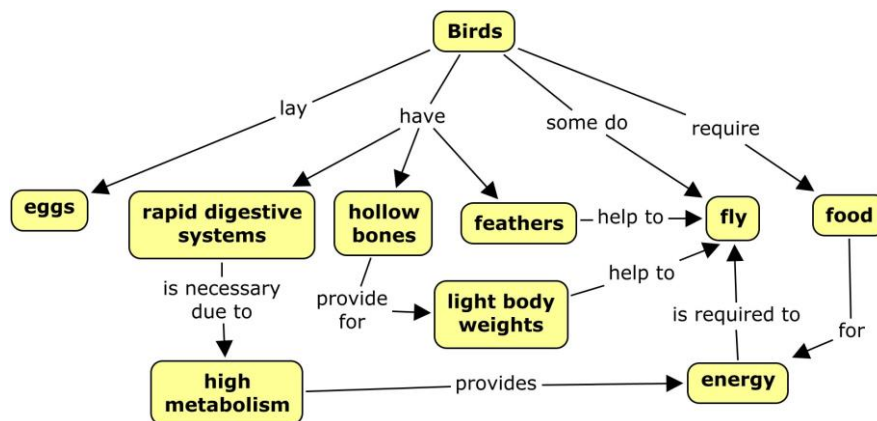 Birds
lay
have
some do
require
eggs
rapid digestive
systems
hollow
bones
feathers
help to
fly
food
is necessary
due to
provide
for
light body
weights
help to
is required to
for
high
metabolism
provides
energy